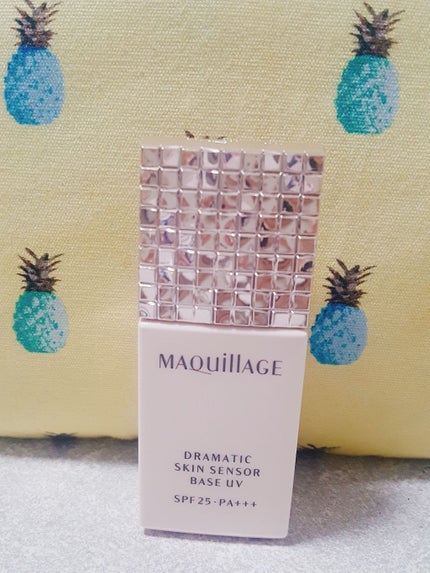 MAQuillAGE
DRAMATIC
SKIN SENSOR
BASE UV
SPF25・PA+++